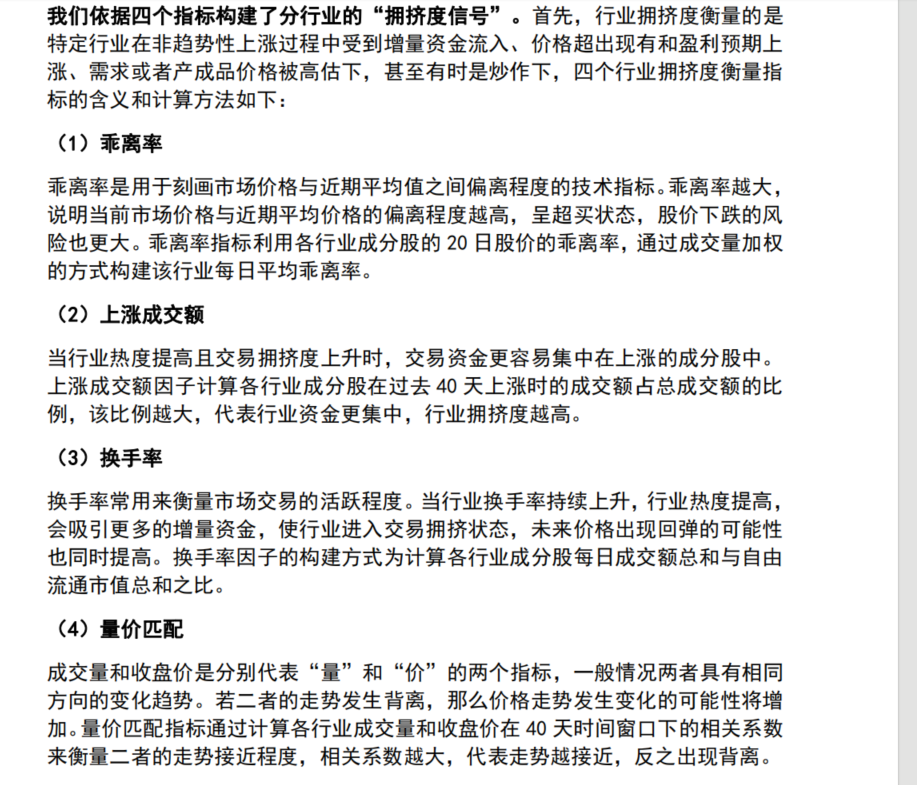 我们依据四个指标构建了分行业的“拥挤度信号”。首先，行业拥挤度衡量的是
特定行业在非趋势性上涨过程中受到增量资金流入、价格超出现有和盈利预期上
涨、需求或者产成品价格被高估下，甚至有时是炒作下，四个行业拥挤度衡量指
标的含义和计算方法如下：
（1）乖离率
乖离率是用于刻画市场价格与近期平均值之间偏离程度的技术指标。乖离率越大，
说明当前市场价格与近期平均价格的偏离程度越高，呈超买状态，股价下跌的风
险也更大。乖离率指标利用各行业成分股的 20 日股价的乖离率，通过成交量加权
的方式构建该行业每日平均乖离率。
（2）上涨成交额
当行业热度提高且交易拥挤度上升时，交易资金更容易集中在上涨的成分股中。
上涨成交额因子计算各行业成分股在过去 40 天上涨时的成交额占总成交额的比
例，该比例越大，代表行业资金更集中，行业拥挤度越高。
（3）换手率
换手率常用来衡量市场交易的活跃程度。当行业换手率持续上升，行业热度提高，
会吸引更多的增量资金，使行业进入交易拥挤状态，未来价格出现回弹的可能性
也同时提高。换手率因子的构建方式为计算各行业成分股每日成交额总和与自由
流通市值总和之比。
（4）量价匹配
成交量和收盘价是分别代表“量”和“价”的两个指标，一般情况两者具有相同
方向的变化趋势。若二者的走势发生背离，那么价格走势发生变化的可能性将增
加。量价匹配指标通过计算各行业成交量和收盘价在 40 天时间窗口下的相关系数
来衡量二者的走势接近程度，相关系数越大，代表走势越接近，反之出现背离。